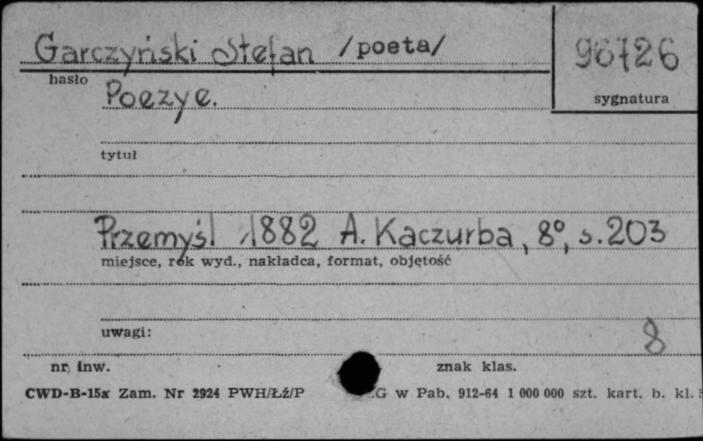 Garczyński Stefan /poeta/ 96726
hasło
sygnatura
Poezye.
tytuł
Przemyśl 1882 A. Kaczurba, 8°, s. 203
miejsce, rok wyd., nakładca, format, objętość
uwagi: 8
nr. inw. znak klas.
CWD-B-15x Zam. Nr 2924 PWH/Łź/P G w Pab. 912-64 1 000 000 szt. kart. b. kl.